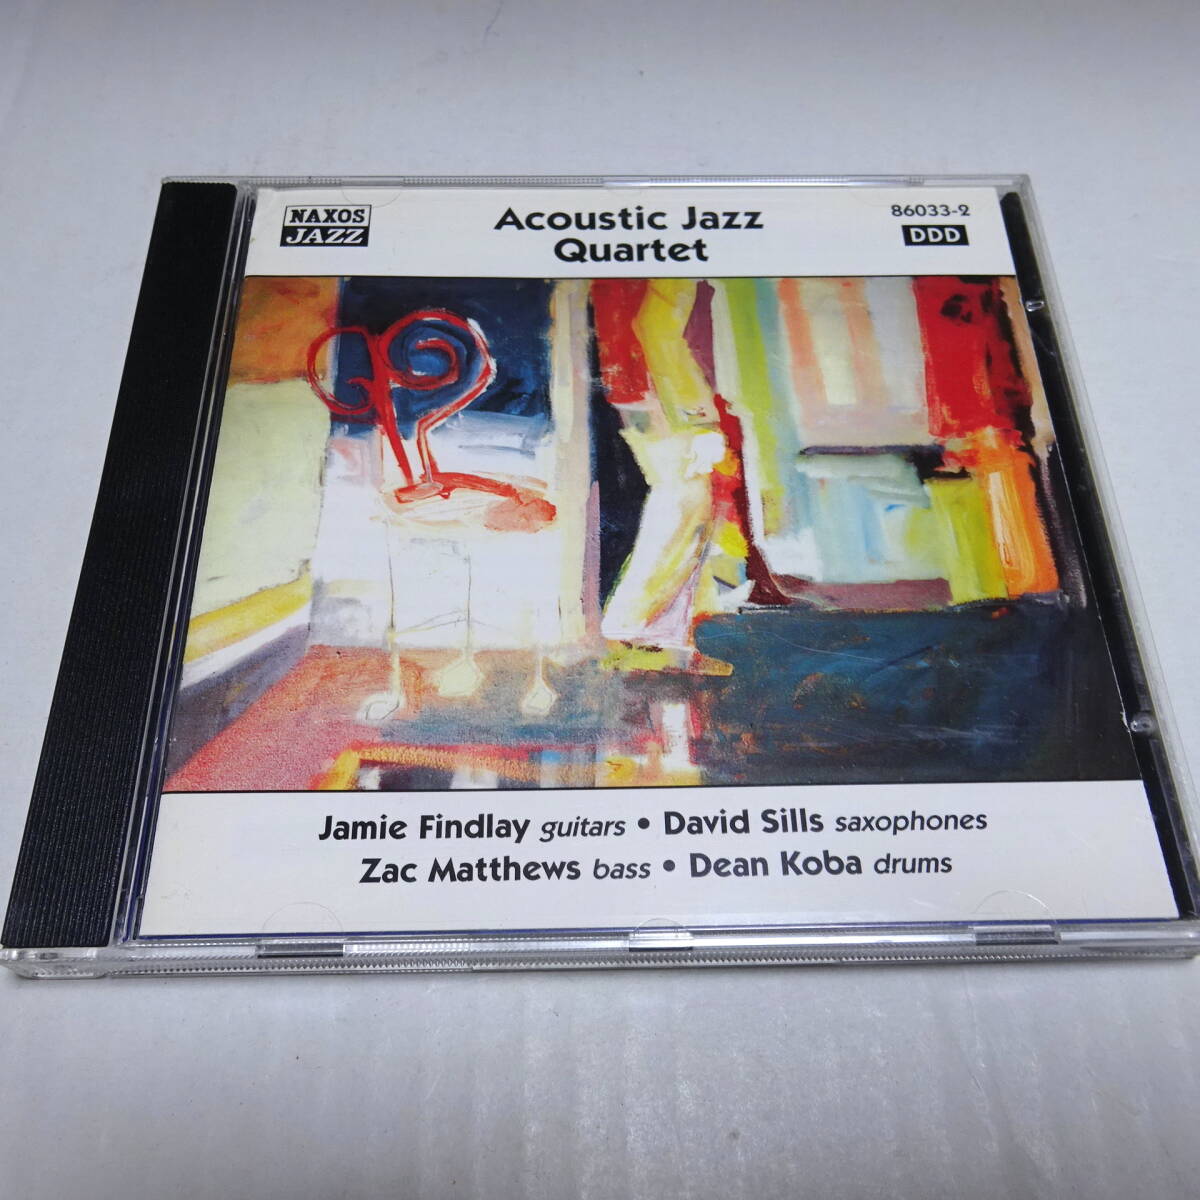 NAXOS
JAZZ
Acoustic Jazz
Quartet
86033-2
DDD
Jamie Findlay guitars • David Sills saxophones
Zac Matthews bass • Dean Koba drums